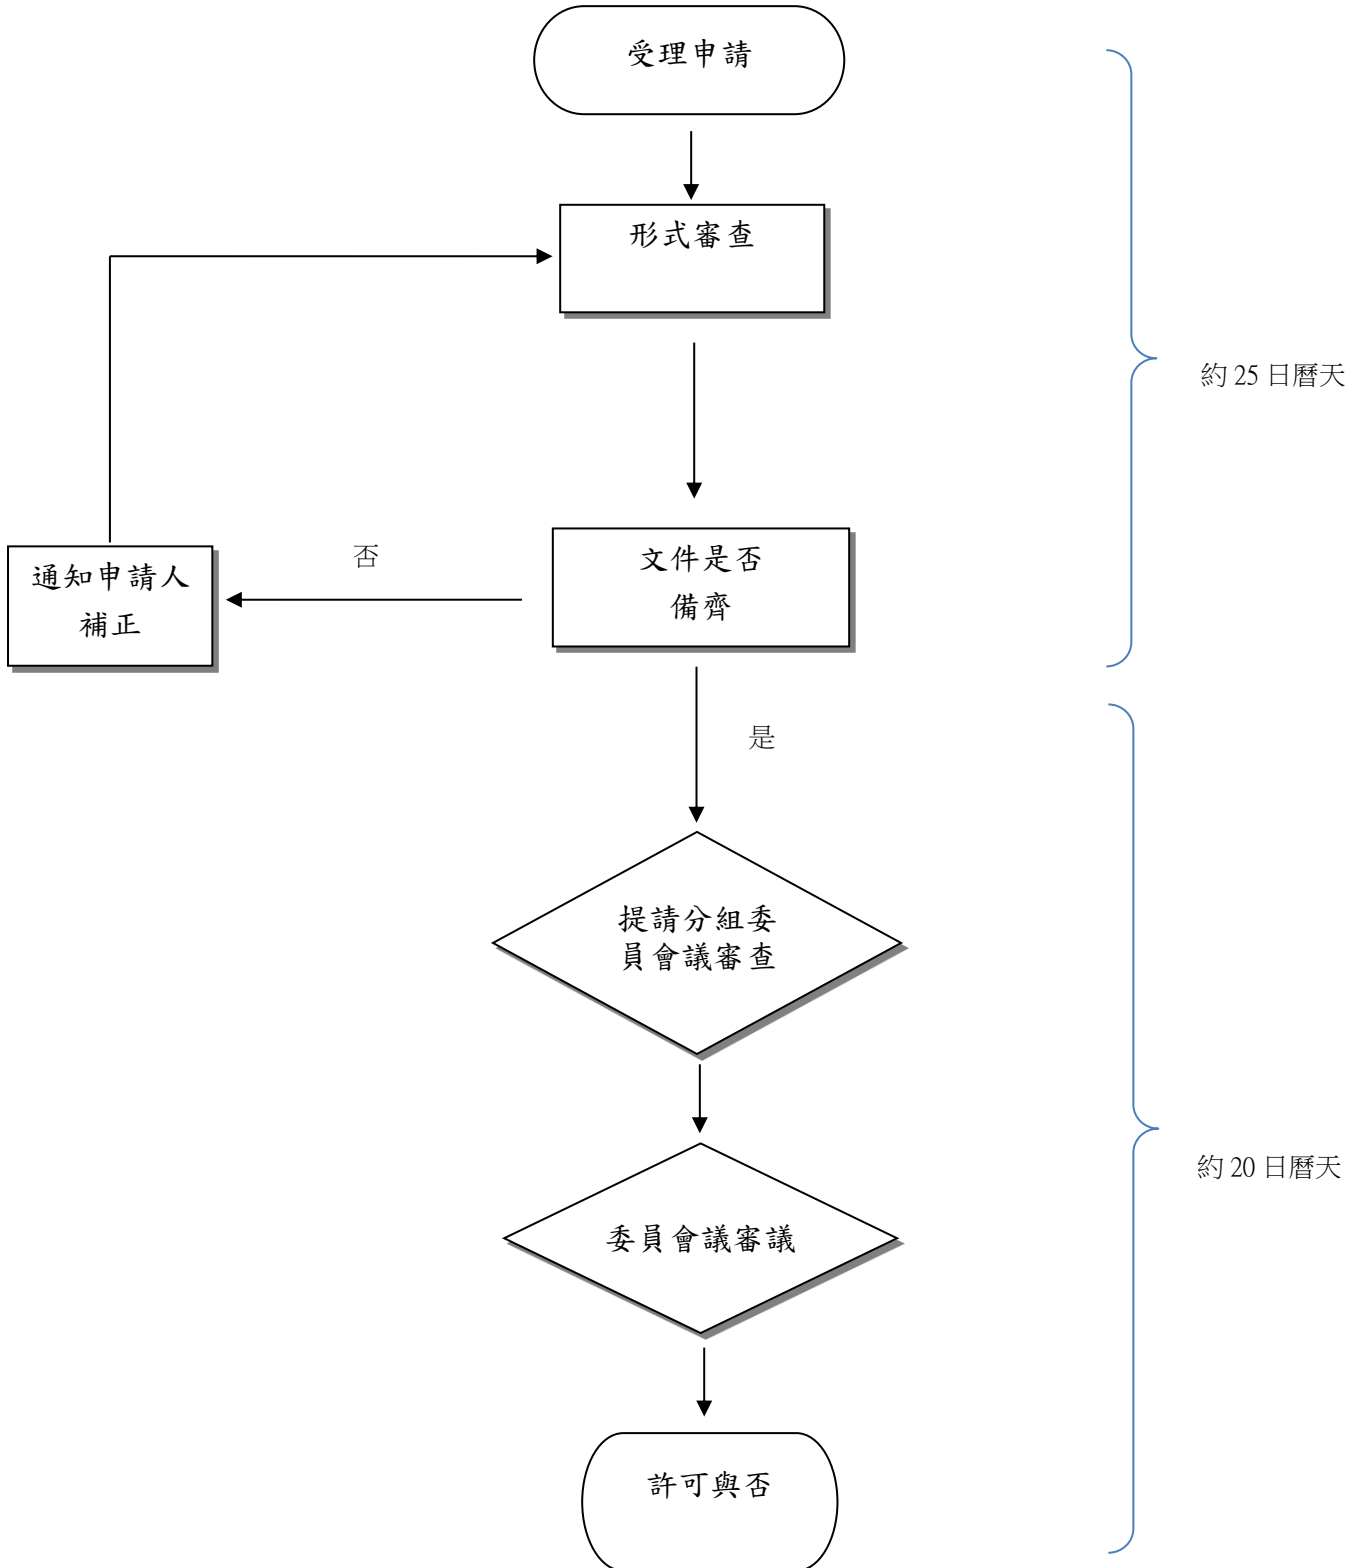 受理申請
形式審查
約 25 日曆天
否
文件是否
備齊
通知申請人
補正
是
提請分組委
員會議審查
委員會議審議
約 20 日曆天
許可與否